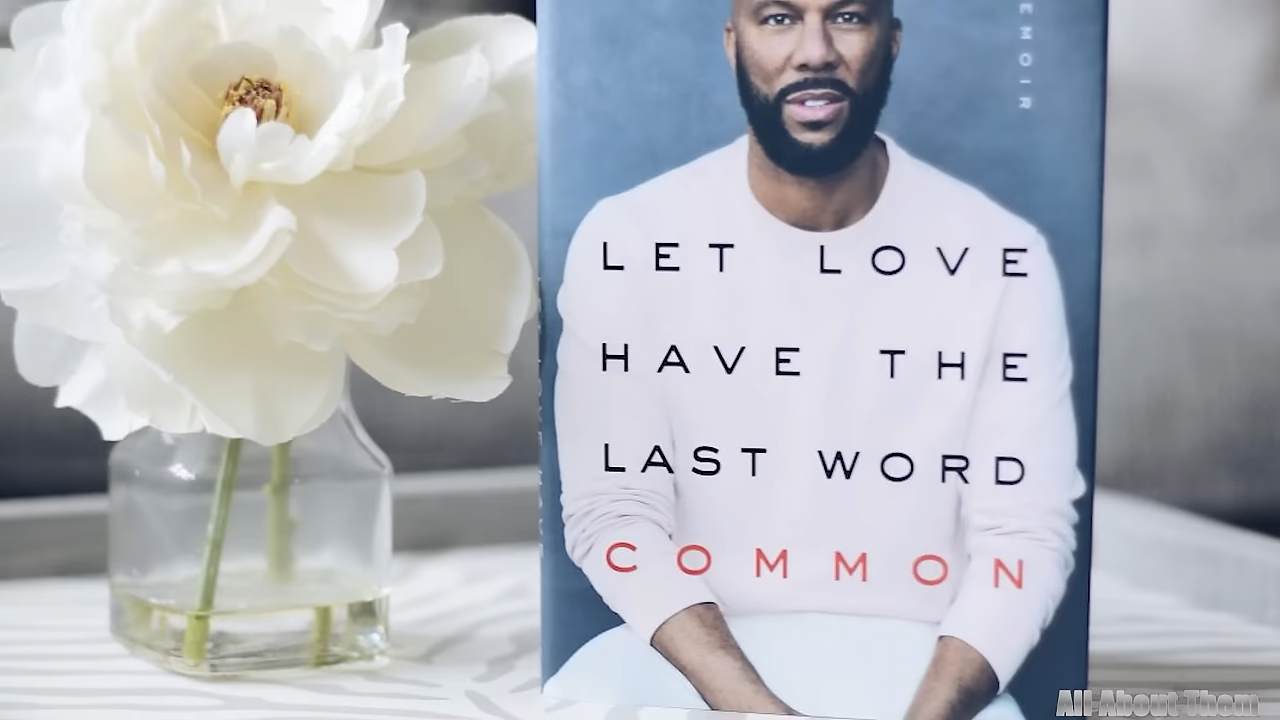 EMOIR
LET LOVE
HAVE THE
LAST WORD
COMMON
All About Them